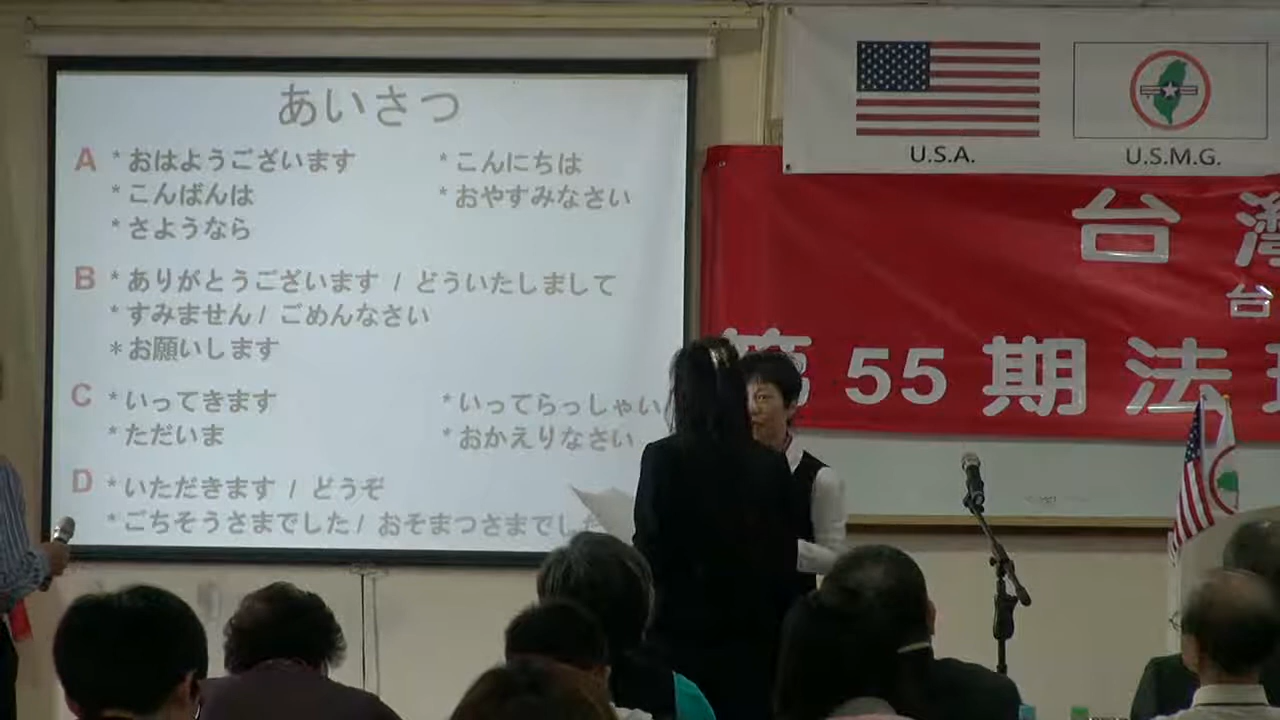 あいさつ
A *おはようございます *こんにちは
*こんばんは *おやすみなさい
*さようなら
B *ありがとうございます / どういたしまして
*すみません / ごめんなさい
*お願いします
C *いってきます *いってらっしゃい
*ただいま *おかえりなさい
D *いただきます / どうぞ
*ごちそうさまでした / おそまつさまでした
U.S.A. U.S.M.G.
台灣
台
第55期法